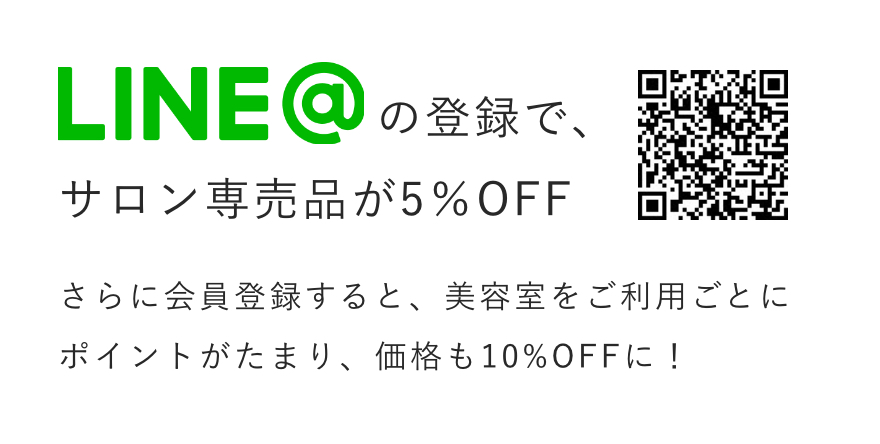 LINE@の登録で、
サロン専売品が5%OFF
さらに会員登録すると、美容室をご利用ごとに
ポイントがたまり、価格も10%OFFに！